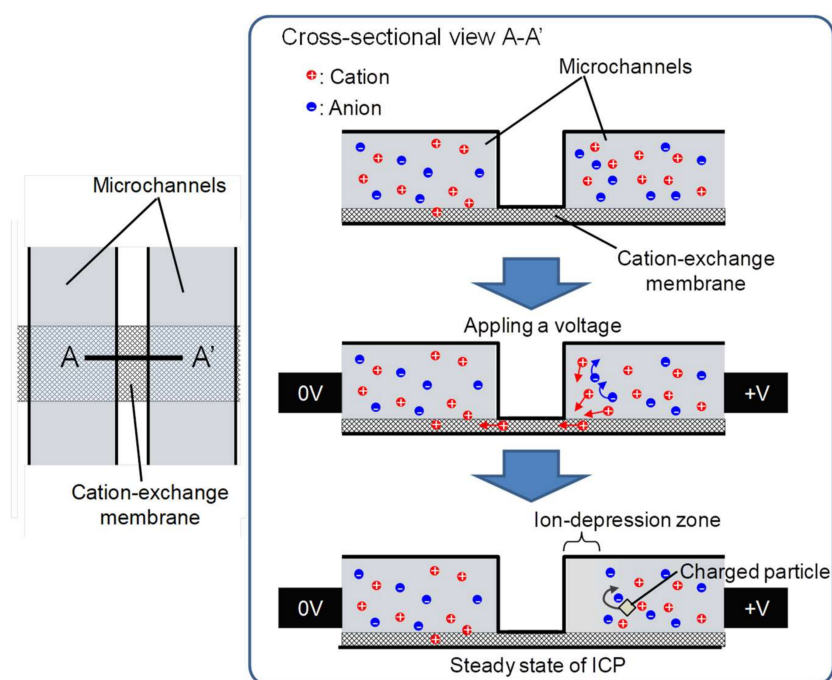 Cross-sectional view A-A'
+: Cation
-: Anion
Microchannels
Cation-exchange
membrane
Microchannels
A A'
Cation-exchange
membrane
Appling a voltage
0V
+V
Ion-depression zone
Charged particle
0V
+V
Steady state of ICP